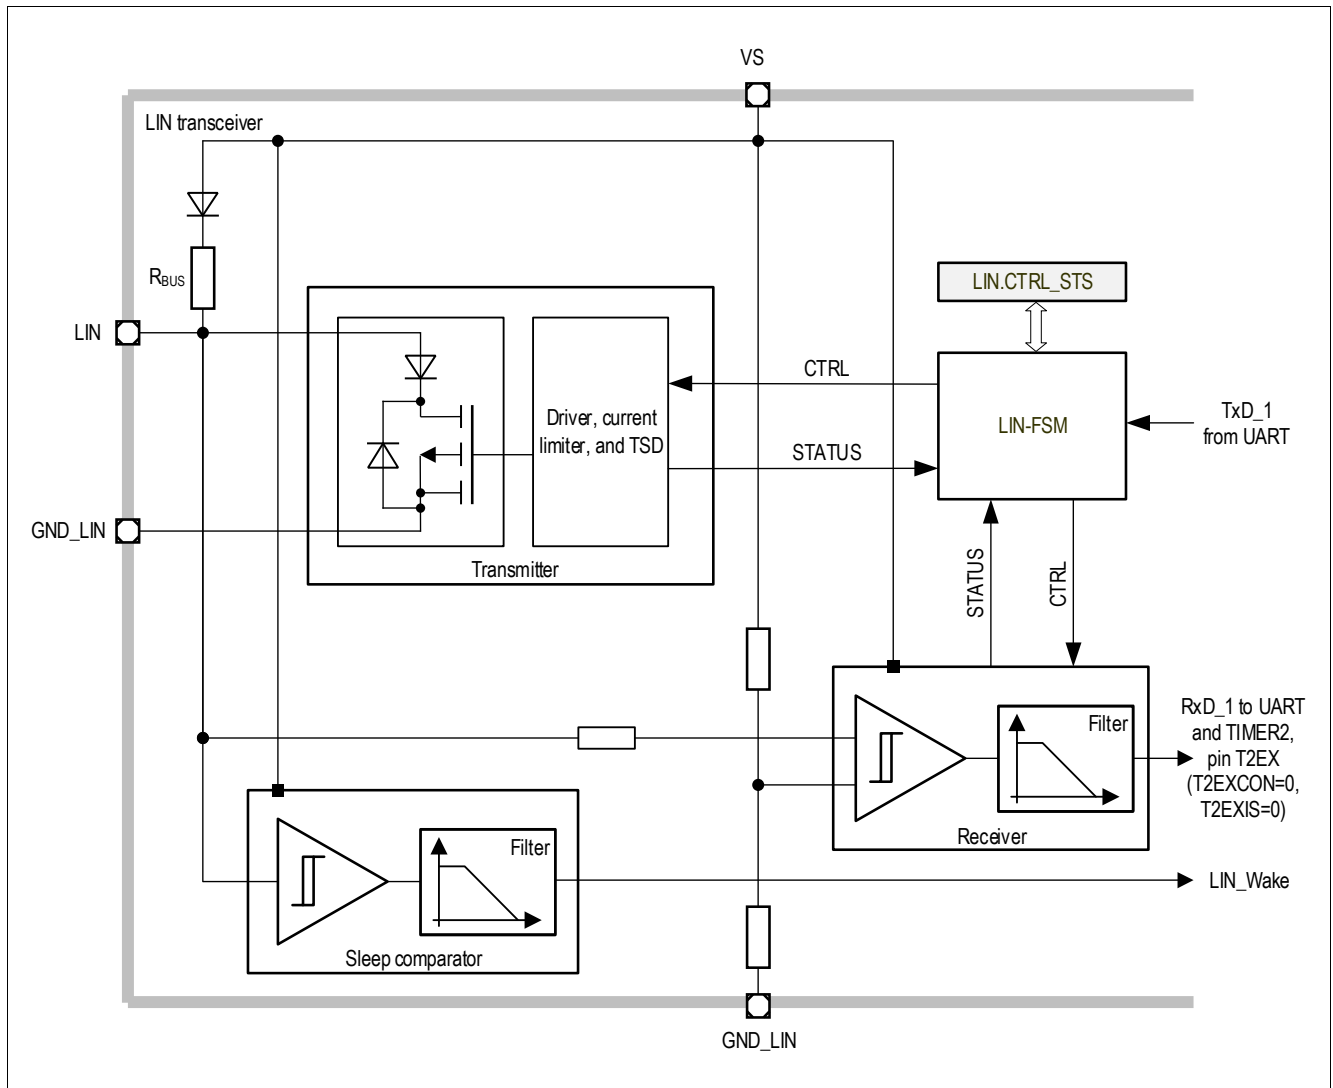 VS
LIN transceiver
RBUS
LIN.CTRL_STS
LIN
CTRL
Driver, current
limiter, and TSD
LIN-FSM
TxD_1
from UART
STATUS
GND_LIN
Transmitter
STATUS
CTRL
RxD_1 to UART
and TIMER2,
pin T2EX
(T2EXCON=0,
T2EXIS=0)
Filter
Receiver
Filter
LIN_Wake
Sleep comparator
GND_LIN